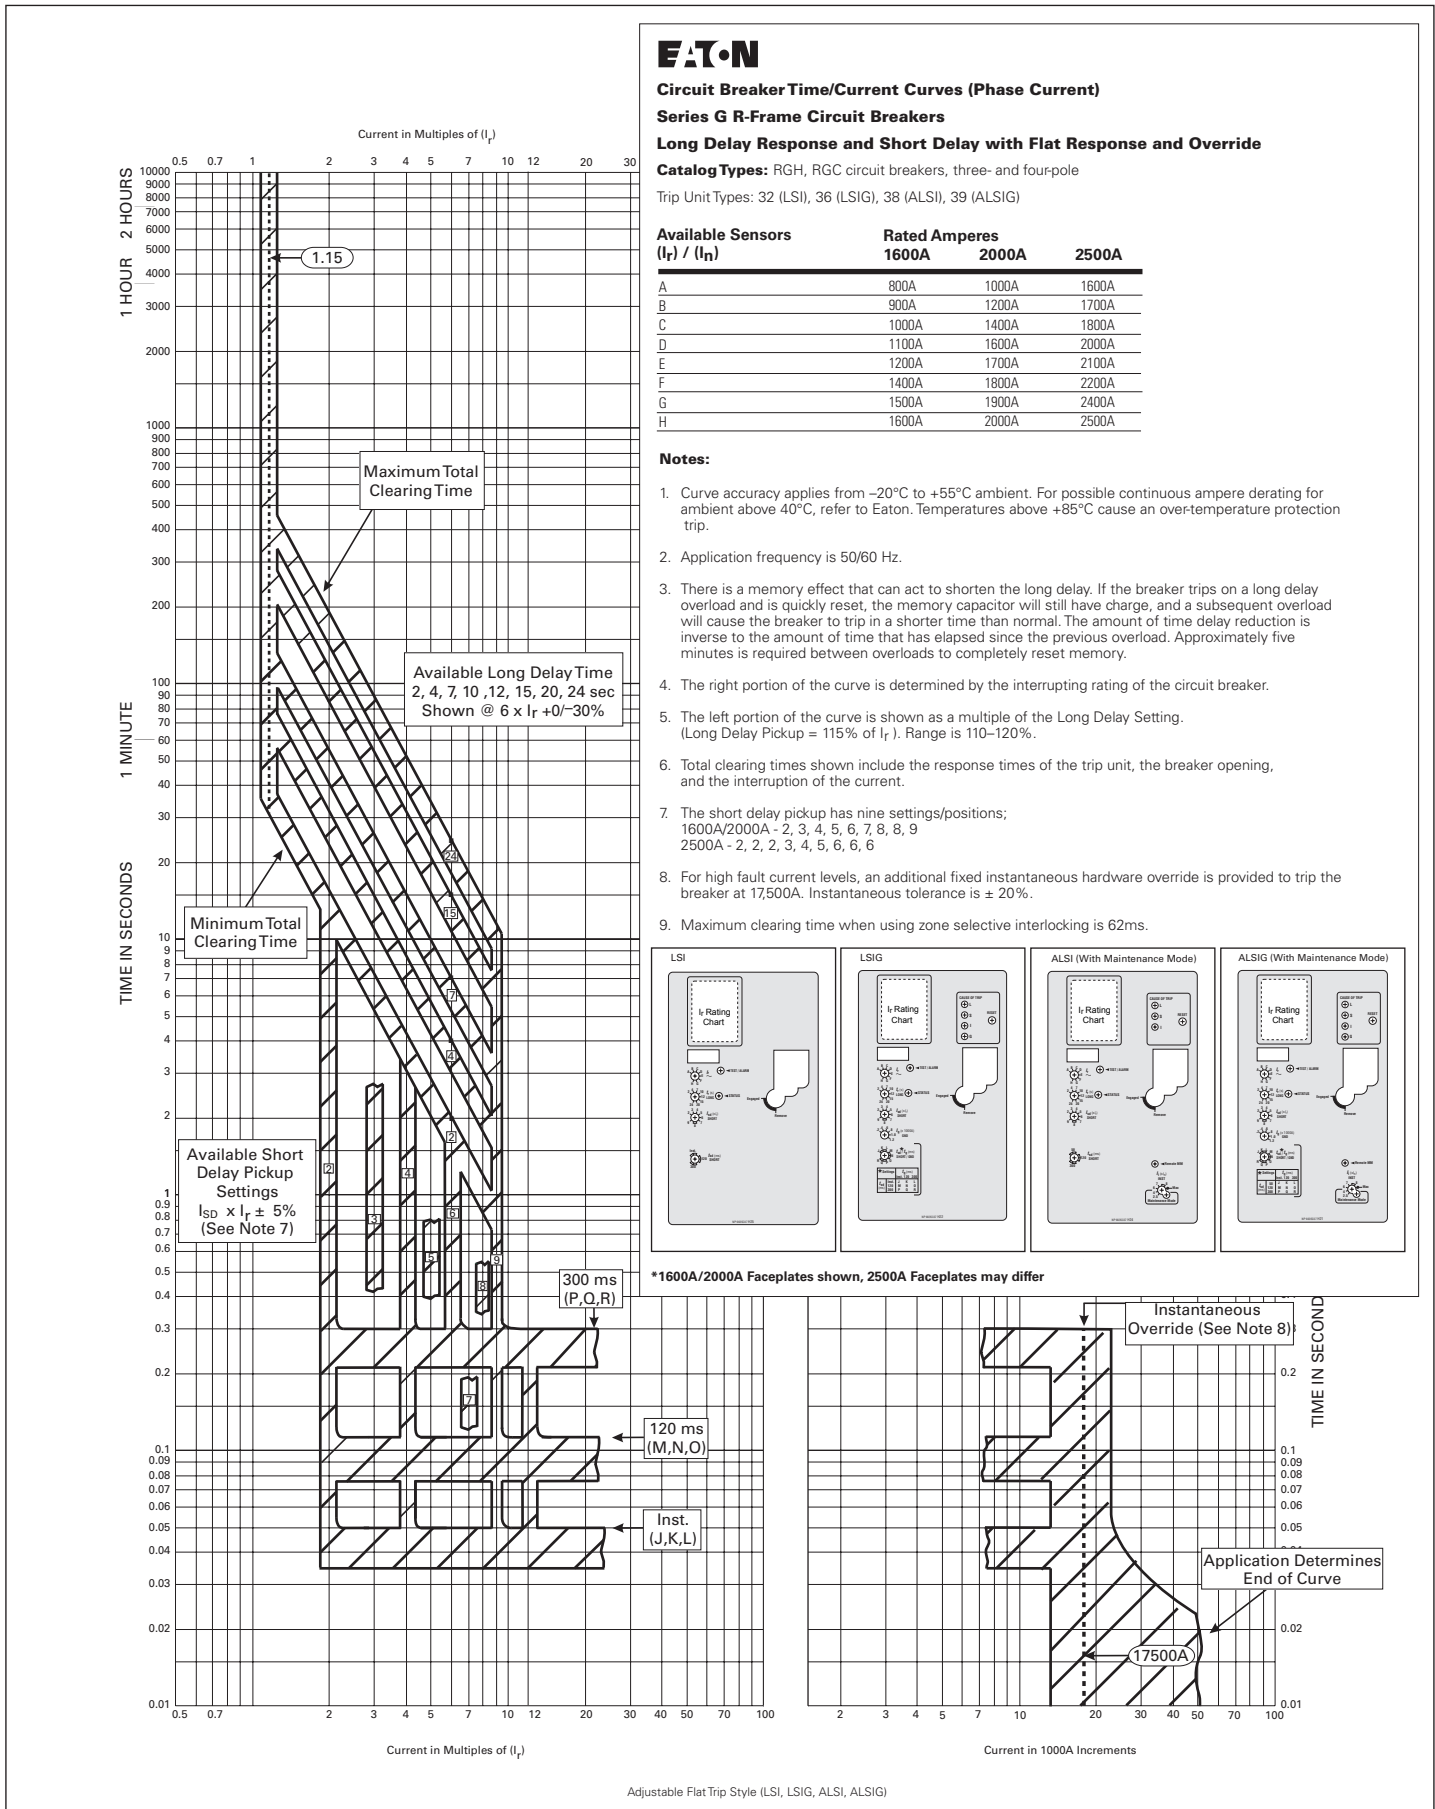 EATON
Circuit Breaker Time/Current Curves (Phase Current)
Series G R-Frame Circuit Breakers
Long Delay Response and Short Delay with Flat Response and Override
Catalog Types: RGH, RGC circuit breakers, three- and four-pole
Trip Unit Types: 32 (LSI), 36 (LSIG), 38 (ALSI), 39 (ALSIG)
Available Sensors Rated Amperes
(Ir) / (In) 1600A 2000A 2500A
A 800A 1000A 1600A
B 900A 1200A 1700A
C 1000A 1400A 1800A
D 1100A 1600A 2000A
E 1200A 1700A 2100A
F 1400A 1800A 2200A
G 1500A 1900A 2400A
H 1600A 2000A 2500A
Notes:
1. Curve accuracy applies from –20°C to +55°C ambient. For possible continuous ampere derating for
ambient above 40°C, refer to Eaton. Temperatures above +85°C cause an over-temperature protection
trip.
2. Application frequency is 50/60 Hz.
3. There is a memory effect that can act to shorten the long delay. If the breaker trips on a long delay
overload and is quickly reset, the memory capacitor will still have charge, and a subsequent overload
will cause the breaker to trip in a shorter time than normal. The amount of time delay reduction is
inverse to the amount of time that has elapsed since the previous overload. Approximately five
minutes is required between overloads to completely reset memory.
4. The right portion of the curve is determined by the interrupting rating of the circuit breaker.
5. The left portion of the curve is shown as a multiple of the Long Delay Setting.
(Long Delay Pickup = 115% of Ir ). Range is 110–120%.
6. Total clearing times shown include the response times of the trip unit, the breaker opening,
and the interruption of the current.
7. The short delay pickup has nine settings/positions;
1600A/2000A - 2, 3, 4, 5, 6, 7, 8, 8, 9
2500A - 2, 2, 2, 3, 4, 5, 6, 6, 6
8. For high fault current levels, an additional fixed instantaneous hardware override is provided to trip the
breaker at 17,500A. Instantaneous tolerance is ± 20%.
9. Maximum clearing time when using zone selective interlocking is 62ms.
LSI
Ir Rating
Chart
LSIG
Ir Rating
Chart
ALSI (With Maintenance Mode)
Ir Rating
Chart
ALSIG (With Maintenance Mode)
Ir Rating
Chart
*1600A/2000A Faceplates shown, 2500A Faceplates may differ
Current in Multiples of (Ir)
0.5 0.7 1 2 3 4 5 7 10 12 20 30
10000
9000
8000
7000
6000
5000
4000
3000
2000
1000
900
800
700
600
500
400
300
200
100
90
80
70
60
50
40
30
20
10
9
8
7
6
5
4
3
2
1
0.9
0.8
0.7
0.6
0.5
0.4
0.3
0.2
0.1
0.09
0.08
0.07
0.06
0.05
0.04
0.03
0.02
0.01
2 HOURS
1 HOUR
1 MINUTE
TIME IN SECONDS
1.15
Maximum Total
Clearing Time
Available Long Delay Time
2, 4, 7, 10 ,12, 15, 20, 24 sec
Shown @ 6 x Ir +0/–30%
Minimum Total
Clearing Time
24
15
7
4
2
Available Short
Delay Pickup
Settings
ISD x Ir ± 5%
(See Note 7)
2
3
4
5
6
7
8
9
300 ms
(P,Q,R)
120 ms
(M,N,O)
Inst.
(J,K,L)
0.5 0.7 1 2 3 4 5 7 10 12 20 30 40 50 70 100
Current in Multiples of (Ir)
Instantaneous
Override (See Note 8)
0.2
0.1
0.09
0.08
0.07
0.06
0.05
0.02
0.01
TIME IN SECOND
Application Determines
End of Curve
17500A
2 3 4 5 7 10 20 30 40 50 70 100
Current in 1000A Increments
Adjustable Flat Trip Style (LSI, LSIG, ALSI, ALSIG)